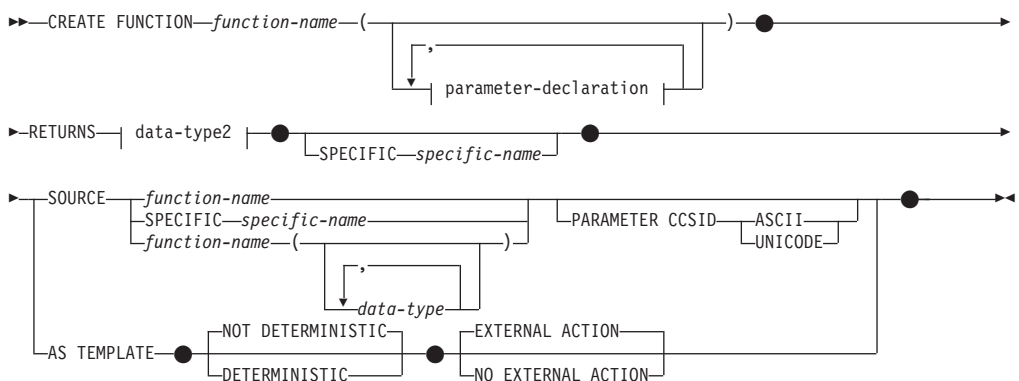 CREATE FUNCTION function-name ( )
,
parameter-declaration
RETURNS data-type2
SPECIFIC specific-name
SOURCE function-name
SPECIFIC specific-name
function-name ( )
,
data-type
PARAMETER CCSID ASCII
UNICODE
AS TEMPLATE
NOT DETERMINISTIC
DETERMINISTIC
EXTERNAL ACTION
NO EXTERNAL ACTION